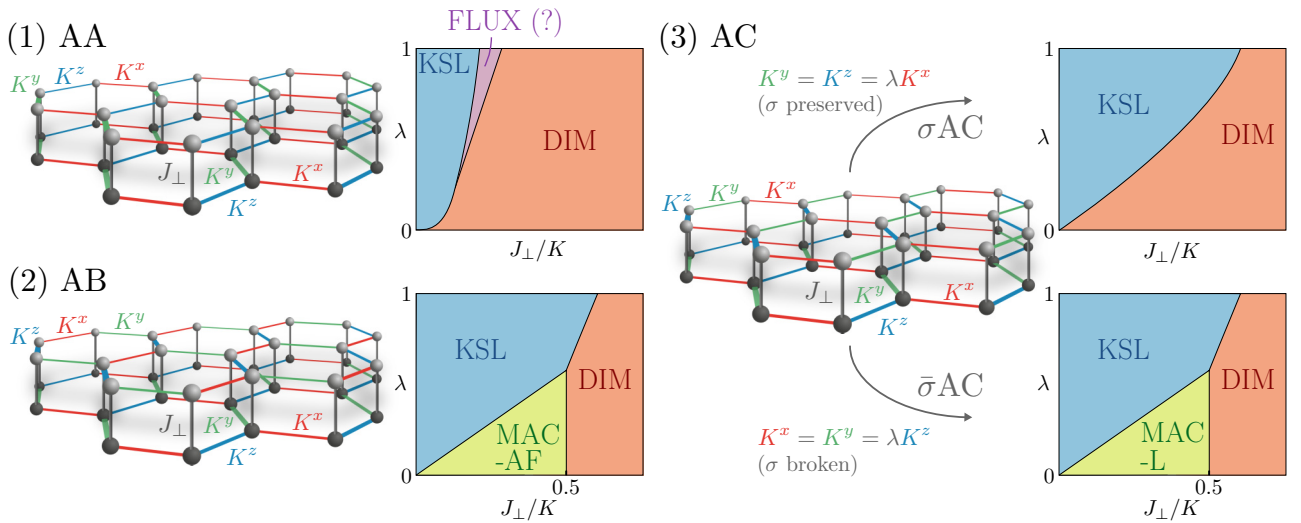 (1) AA
K^y
K^z
K^x
J_⊥
K^y
K^z
K^x
FLUX (?)
1
KSL
λ
DIM
0
J_⊥/K
(2) AB
K^z
K^x
K^y
J_⊥
K^y
K^z
K^x
1
KSL
λ
DIM
MAC
-AF
0
0.5
J_⊥/K
(3) AC
K^y = K^z = λK^x
(σ preserved)
σAC
K^z
K^y
K^x
J_⊥
K^y
K^z
K^x
σ̄AC
K^x = K^y = λK^z
(σ broken)
1
KSL
λ
DIM
0
J_⊥/K
1
KSL
λ
DIM
MAC
-L
0
0.5
J_⊥/K